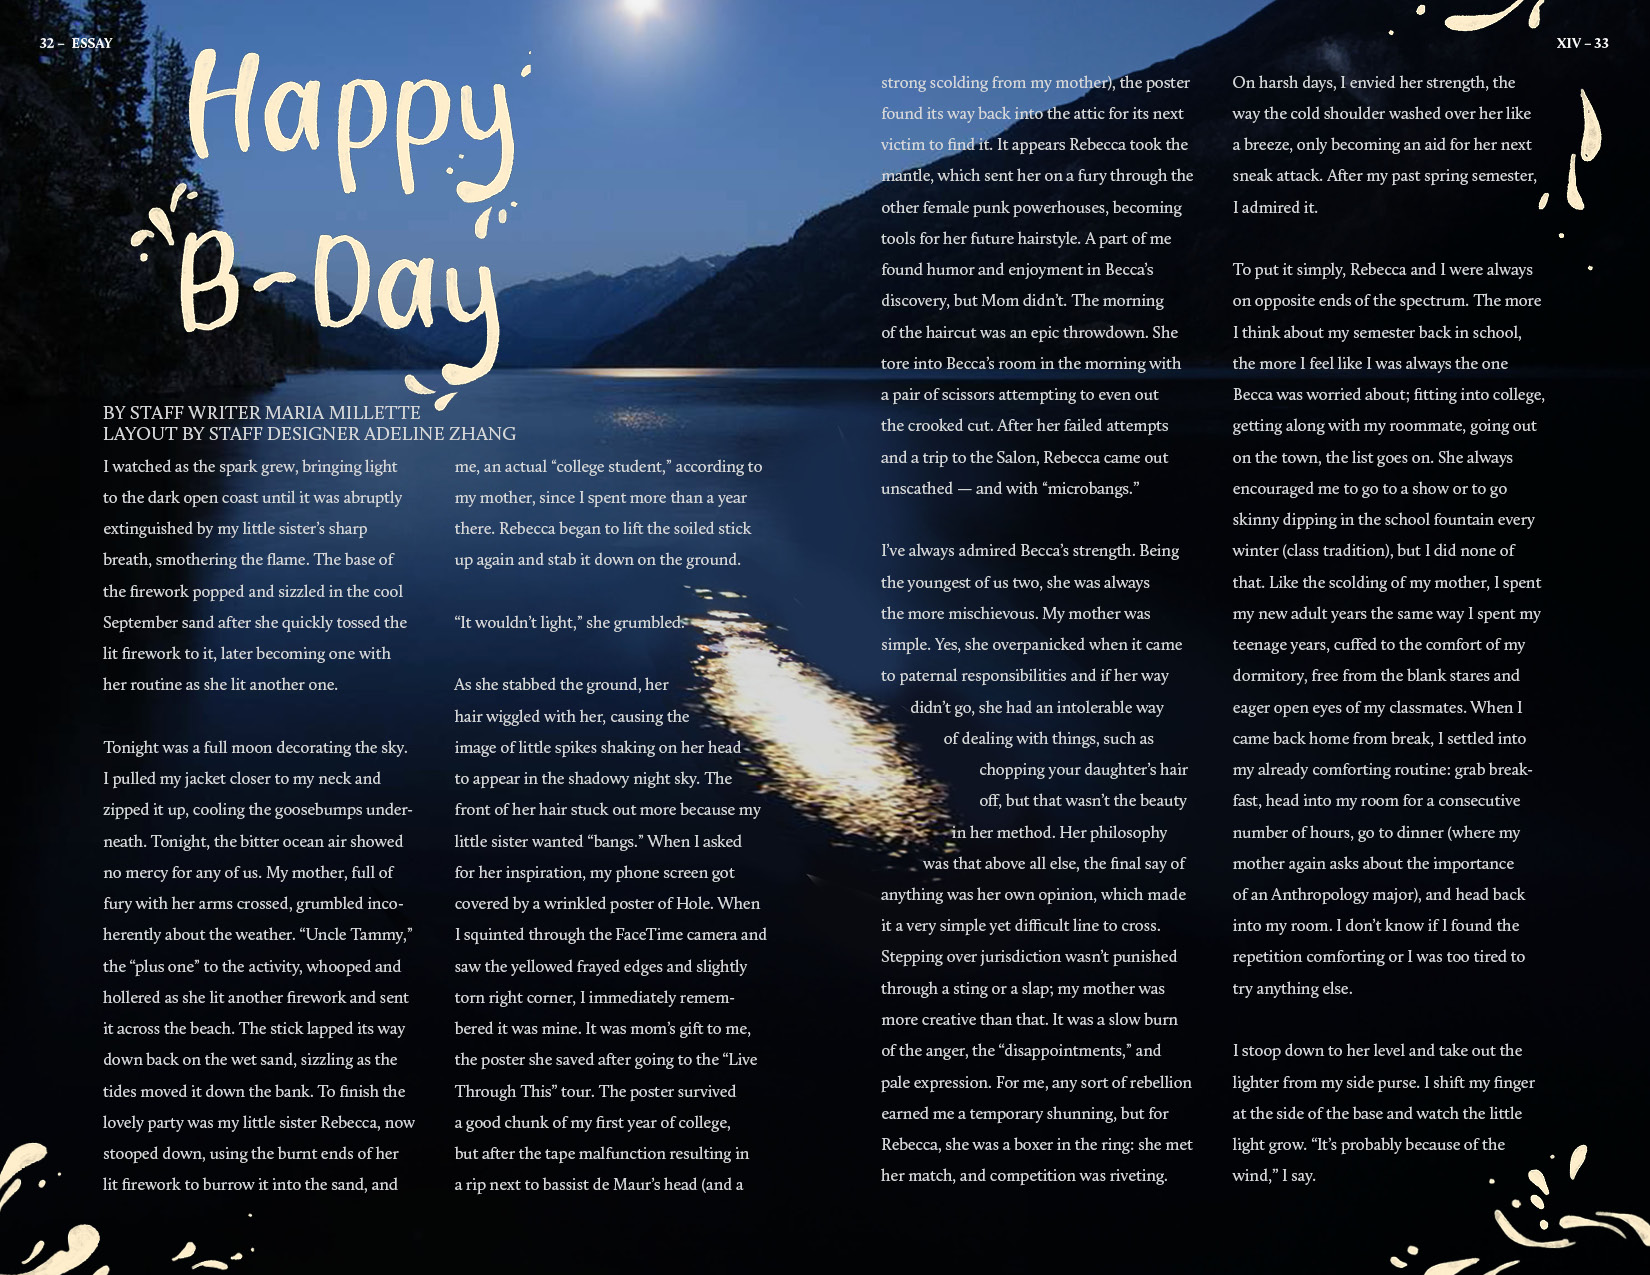 32 – ESSAY
Happy
B-Day
BY STAFF WRITER MARIA MILLETTE
LAYOUT BY STAFF DESIGNER ADELINE ZHANG
I watched as the spark grew, bringing light
to the dark open coast until it was abruptly
extinguished by my little sister’s sharp
breath, smothering the flame. The base of
the firework popped and sizzled in the cool
September sand after she quickly tossed the
lit firework to it, later becoming one with
her routine as she lit another one.
Tonight was a full moon decorating the sky.
I pulled my jacket closer to my neck and
zipped it up, cooling the goosebumps under-
neath. Tonight, the bitter ocean air showed
no mercy for any of us. My mother, full of
fury with her arms crossed, grumbled inco-
herently about the weather. “Uncle Tammy,”
the “plus one” to the activity, whooped and
hollered as she lit another firework and sent
it across the beach. The stick lapped its way
down back on the wet sand, sizzling as the
tides moved it down the bank. To finish the
lovely party was my little sister Rebecca, now
stooped down, using the burnt ends of her
lit firework to burrow it into the sand, and
me, an actual “college student,” according to
my mother, since I spent more than a year
there. Rebecca began to lift the soiled stick
up again and stab it down on the ground.
“It wouldn’t light,” she grumbled.
As she stabbed the ground, her
hair wiggled with her, causing the
image of little spikes shaking on her head
to appear in the shadowy night sky. The
front of her hair stuck out more because my
little sister wanted “bangs.” When I asked
for her inspiration, my phone screen got
covered by a wrinkled poster of Hole. When
I squinted through the FaceTime camera and
saw the yellowed frayed edges and slightly
torn right corner, I immediately remem-
bered it was mine. It was mom’s gift to me,
the poster she saved after going to the “Live
Through This” tour. The poster survived
a good chunk of my first year of college,
but after the tape malfunction resulting in
a rip next to bassist de Maur’s head (and a
XIV – 33
strong scolding from my mother), the poster
found its way back into the attic for its next
victim to find it. It appears Rebecca took the
mantle, which sent her on a fury through the
other female punk powerhouses, becoming
tools for her future hairstyle. A part of me
found humor and enjoyment in Becca’s
discovery, but Mom didn’t. The morning
of the haircut was an epic throwdown. She
tore into Becca’s room in the morning with
a pair of scissors attempting to even out
the crooked cut. After her failed attempts
and a trip to the Salon, Rebecca came out
unscathed — and with “microbangs.”
I’ve always admired Becca’s strength. Being
the youngest of us two, she was always
the more mischievous. My mother was
simple. Yes, she overpanicked when it came
to paternal responsibilities and if her way
didn’t go, she had an intolerable way
of dealing with things, such as
chopping your daughter’s hair
off, but that wasn’t the beauty
in her method. Her philosophy
was that above all else, the final say of
anything was her own opinion, which made
it a very simple yet difficult line to cross.
Stepping over jurisdiction wasn’t punished
through a sting or a slap; my mother was
more creative than that. It was a slow burn
of the anger, the “disappointments,” and
pale expression. For me, any sort of rebellion
earned me a temporary shunning, but for
Rebecca, she was a boxer in the ring: she met
her match, and competition was riveting.
On harsh days, I envied her strength, the
way the cold shoulder washed over her like
a breeze, only becoming an aid for her next
sneak attack. After my past spring semester,
I admired it.
To put it simply, Rebecca and I were always
on opposite ends of the spectrum. The more
I think about my semester back in school,
the more I feel like I was always the one
Becca was worried about; fitting into college,
getting along with my roommate, going out
on the town, the list goes on. She always
encouraged me to go to a show or to go
skinny dipping in the school fountain every
winter (class tradition), but I did none of
that. Like the scolding of my mother, I spent
my new adult years the same way I spent my
teenage years, cuffed to the comfort of my
dormitory, free from the blank stares and
eager open eyes of my classmates. When I
came back home from break, I settled into
my already comforting routine: grab break-
fast, head into my room for a consecutive
number of hours, go to dinner (where my
mother again asks about the importance
of an Anthropology major), and head back
into my room. I don’t know if I found the
repetition comforting or I was too tired to
try anything else.
I stoop down to her level and take out the
lighter from my side purse. I shift my finger
at the side of the base and watch the little
light grow. “It’s probably because of the
wind,” I say.